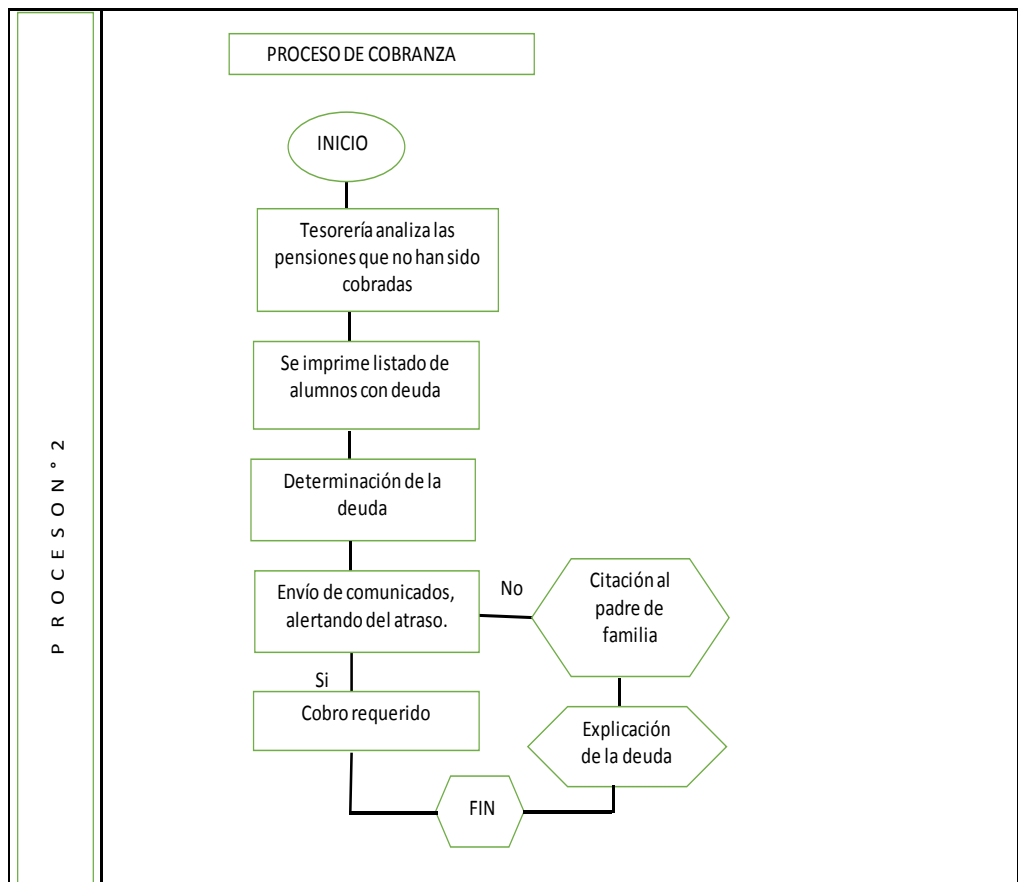 PROCESO DE COBRANZA
INICIO
Tesorería analiza las
pensiones que no han sido
cobradas
Se imprime listado de
alumnos con deuda
Determinación de la
deuda
Envío de comunicados,
alertando del atraso.
No
Citación al
padre de
familia
Si
Cobro requerido
Explicación
de la deuda
FIN
PROCESO N° 2